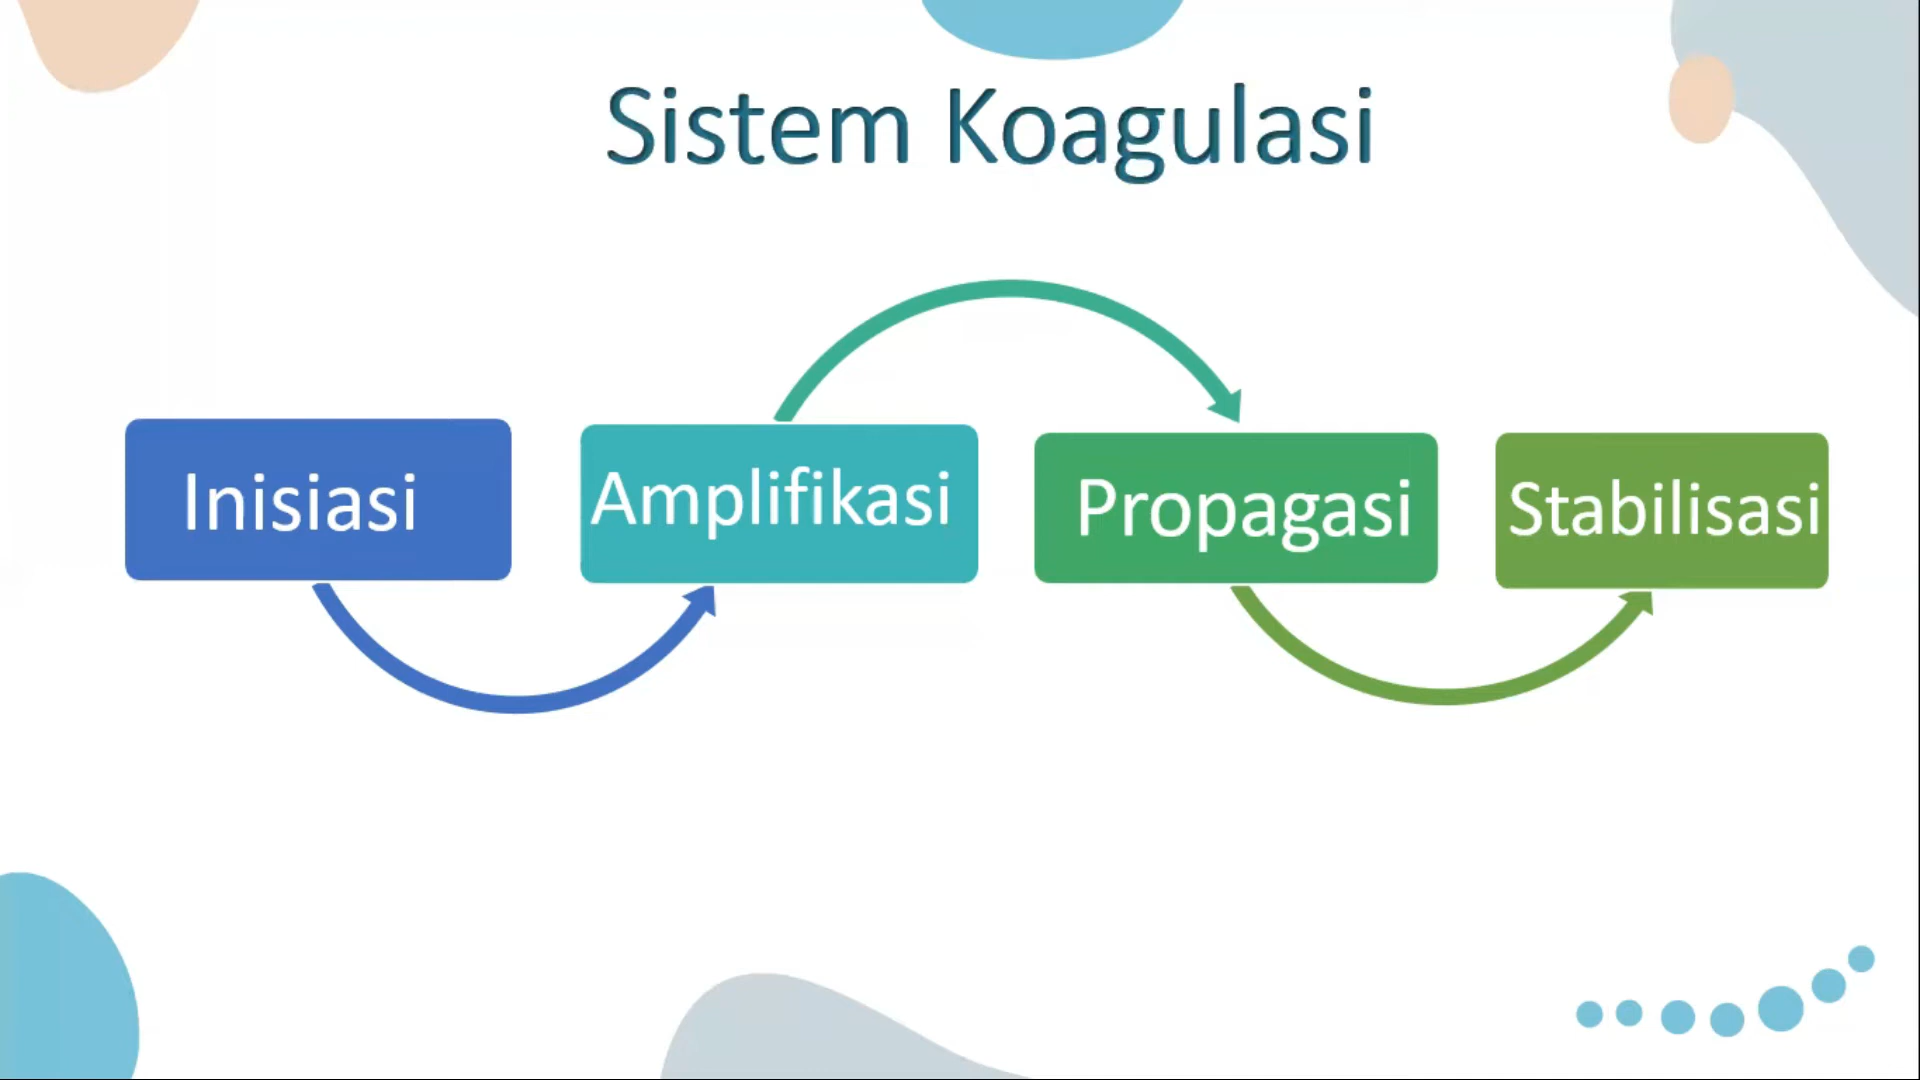 Sistem Koagulasi
Inisiasi
Amplifikasi
Propagasi
Stabilisasi